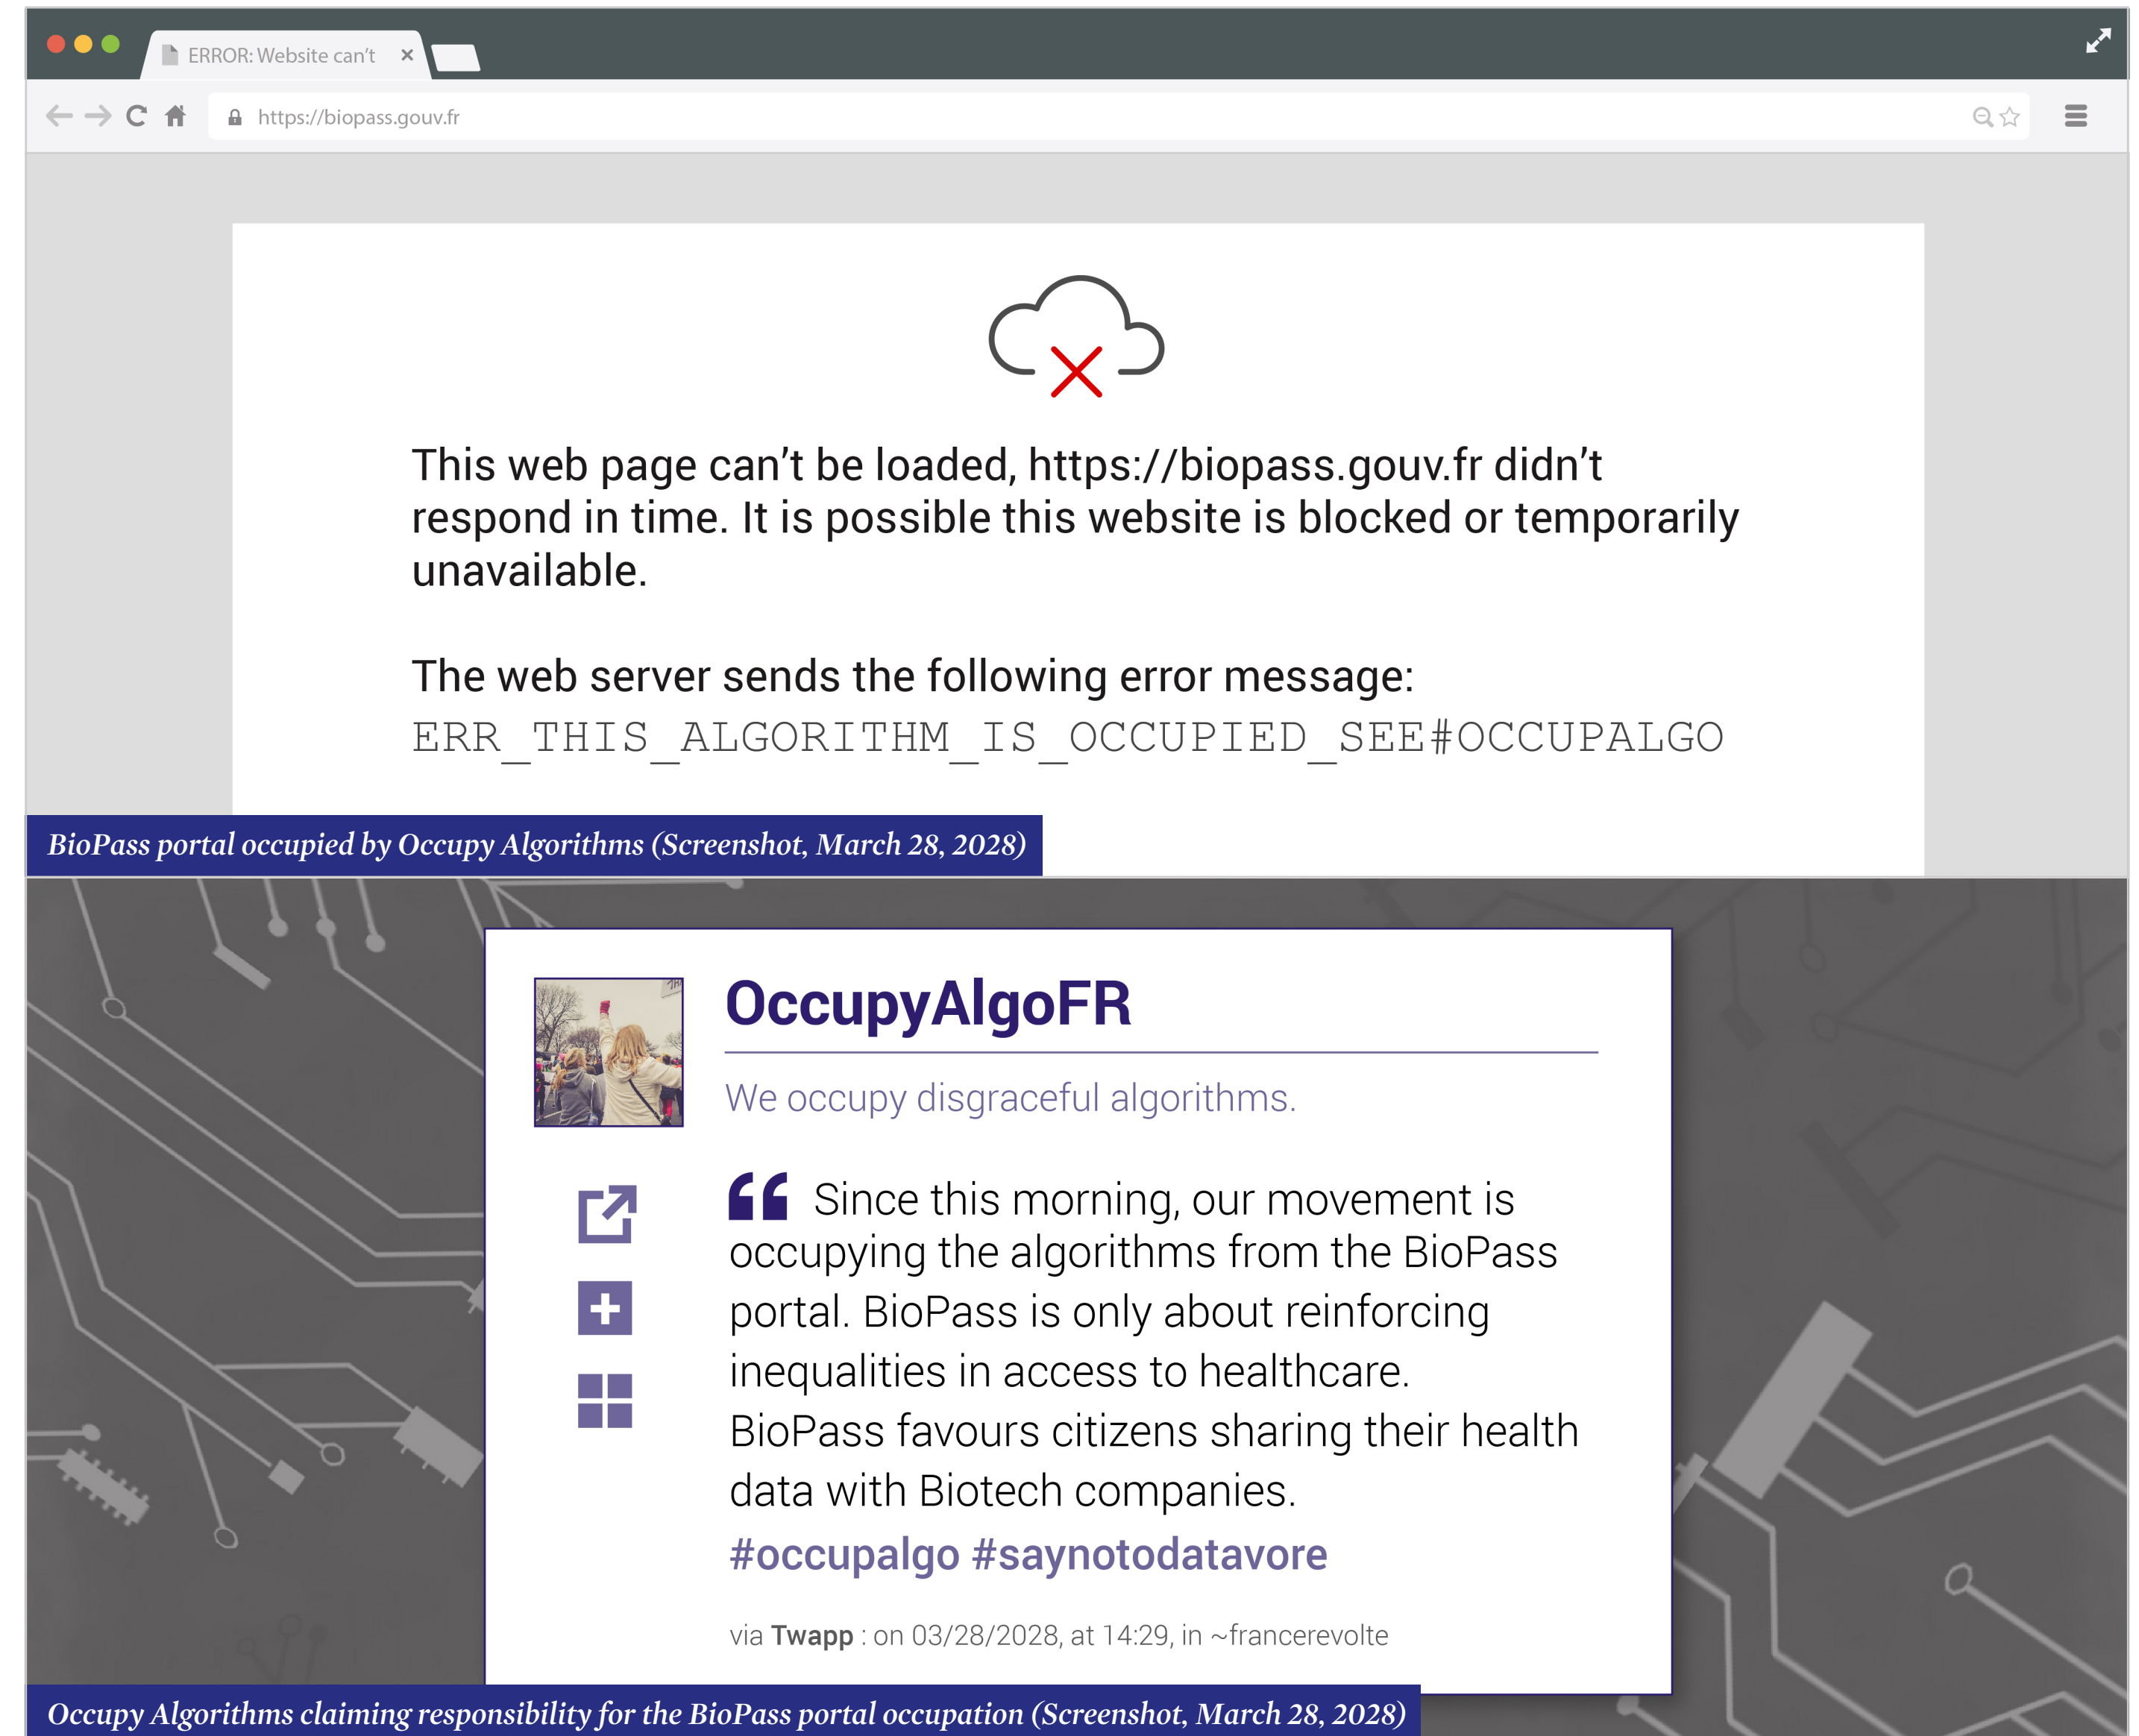 ERROR: Website can't
https://biopass.gouv.fr
This web page can't be loaded, https://biopass.gouv.fr didn't
respond in time. It is possible this website is blocked or temporarily
unavailable.
The web server sends the following error message:
ERR_THIS_ALGORITHM_IS_OCCUPIED_SEE#OCCUPALGO
BioPass portal occupied by Occupy Algorithms (Screenshot, March 28, 2028)
OccupyAlgoFR
We occupy disgraceful algorithms.
“ Since this morning, our movement is
occupying the algorithms from the BioPass
portal. BioPass is only about reinforcing
inequalities in access to healthcare.
BioPass favours citizens sharing their health
data with Biotech companies.
#occupalgo #saynotodatavore
via Twapp : on 03/28/2028, at 14:29, in ~francerevolte
Occupy Algorithms claiming responsibility for the BioPass portal occupation (Screenshot, March 28, 2028)